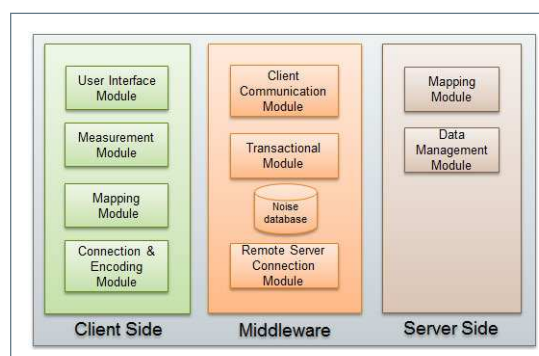 User Interface
Module
Measurement
Module
Mapping
Module
Connection &
Encoding
Module
Client Side
Client
Communication
Module
Transactional
Module
Noise
database
Remote Server
Connection
Module
Middleware
Mapping
Module
Data
Management
Module
Server Side